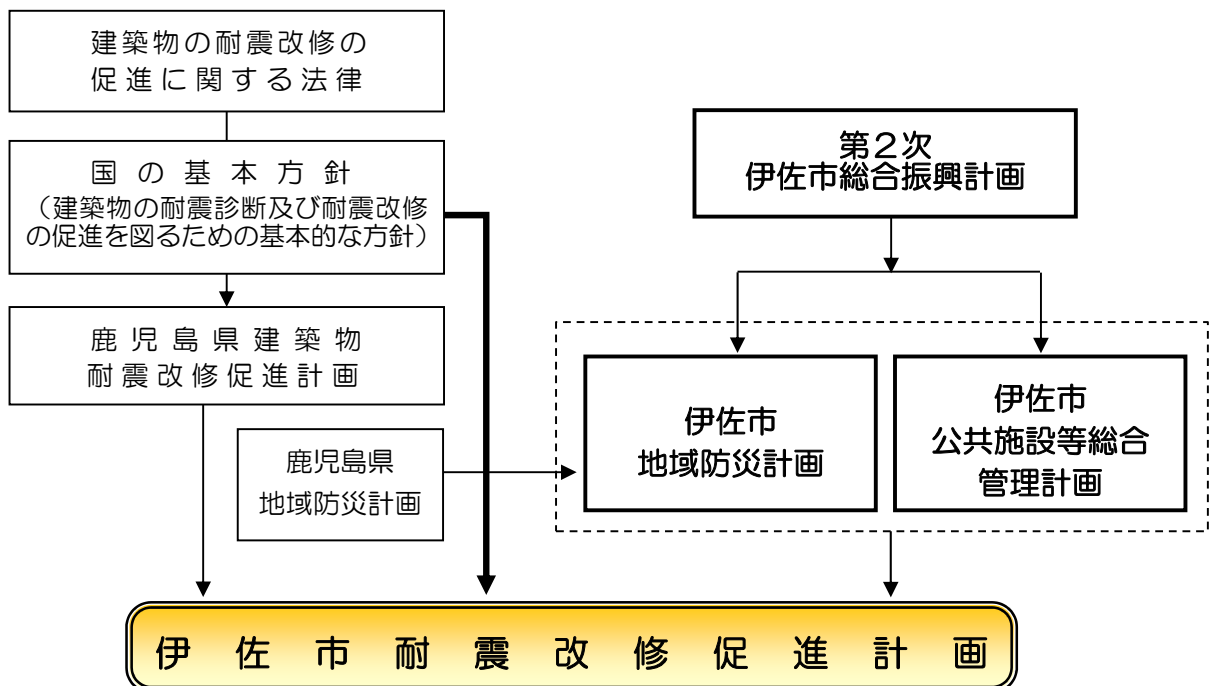 建築物の耐震改修の
促進に関する法律
国の基本方針
（建築物の耐震診断及び耐震改修
の促進を図るための基本的な方針）
鹿児島県建築物
耐震改修促進計画
鹿児島県
地域防災計画
第２次
伊佐市総合振興計画
伊佐市
地域防災計画
伊佐市
公共施設等総合
管理計画
伊佐市耐震改修促進計画